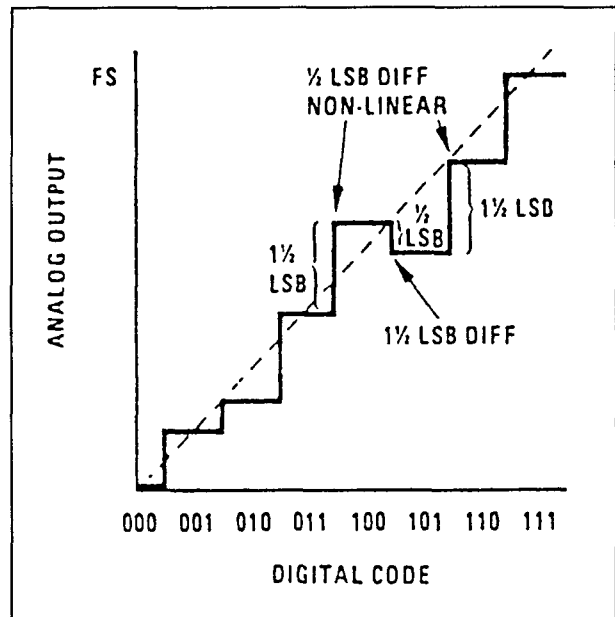 FS
½ LSB DIFF
NON-LINEAR
ANALOG OUTPUT
1½
LSB
½
LSB
1½ LSB
1½ LSB DIFF
000 001 010 011 100 101 110 111
DIGITAL CODE